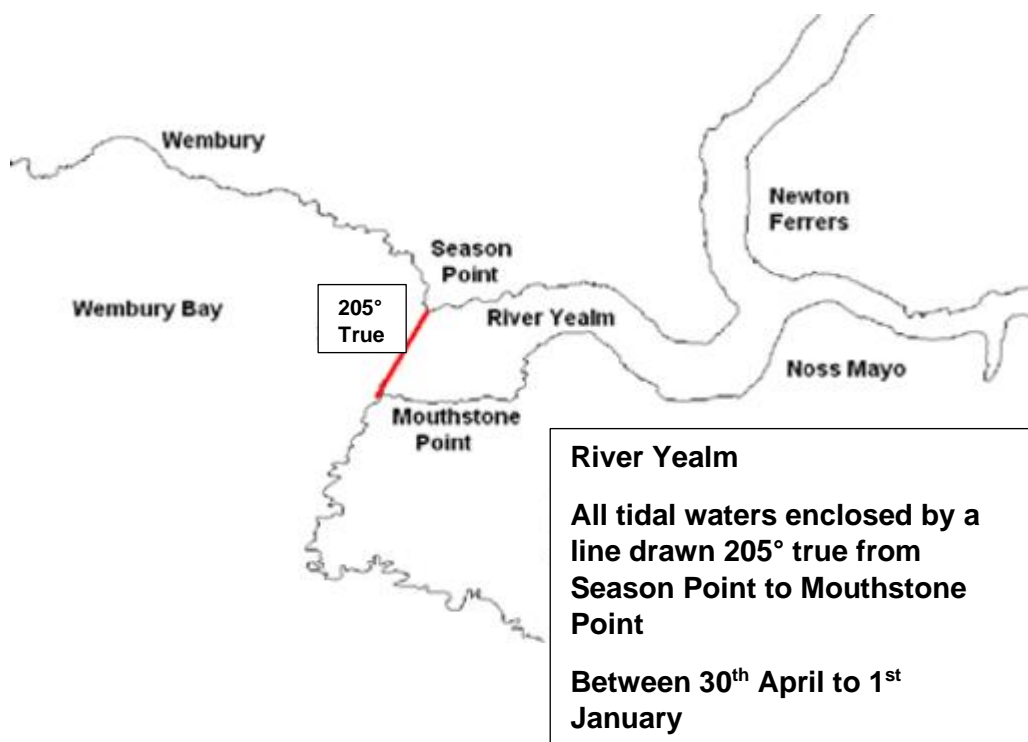 Wembury
Newton
Ferrers
Season
Point
Wembury Bay
205°
True
River Yealm
Noss Mayo
Mouthstone
Point
River Yealm
All tidal waters enclosed by a
line drawn 205° true from
Season Point to Mouthstone
Point
Between 30th April to 1st
January